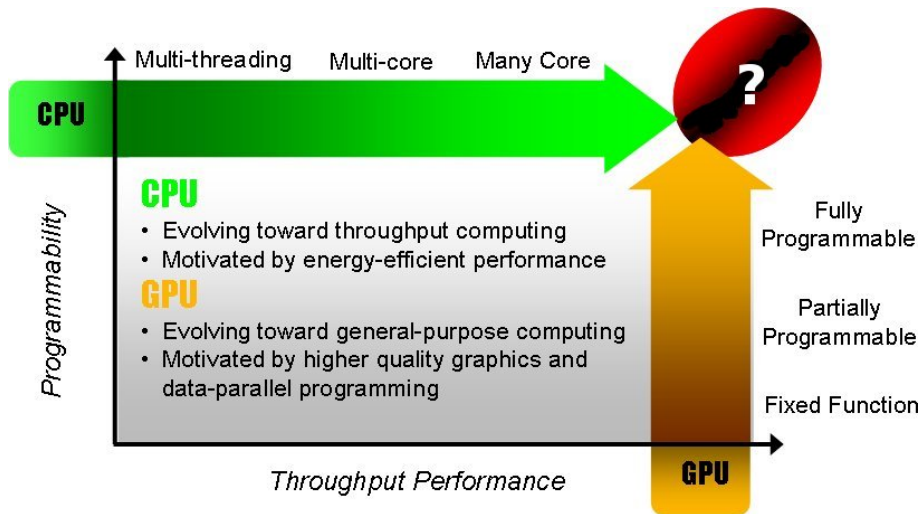 Multi-threading
Multi-core
Many Core
?
CPU
CPU
• Evolving toward throughput computing
• Motivated by energy-efficient performance
GPU
• Evolving toward general-purpose computing
• Motivated by higher quality graphics and
data-parallel programming
Programmability
Fully
Programmable
Partially
Programmable
Fixed Function
Throughput Performance
GPU